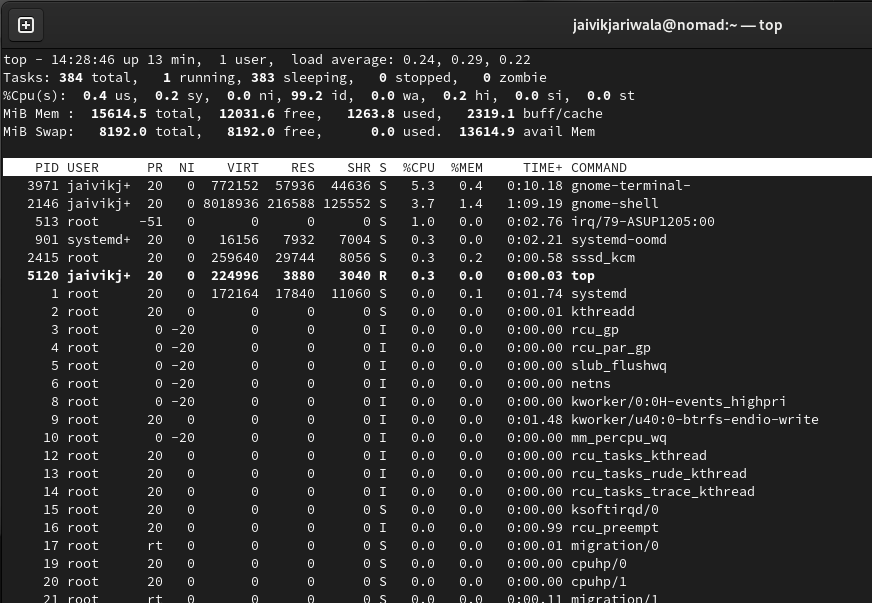 jaivikjariwala@nomad:~ — top
top - 14:28:46 up 13 min,  1 user,  load average: 0.24, 0.29, 0.22
Tasks: 384 total,   1 running, 383 sleeping,   0 stopped,   0 zombie
%Cpu(s):  0.4 us,  0.2 sy,  0.0 ni, 99.2 id,  0.0 wa,  0.2 hi,  0.0 si,  0.0 st
MiB Mem :  15614.5 total,  12031.6 free,   1263.8 used,   2319.1 buff/cache
MiB Swap:   8192.0 total,   8192.0 free,      0.0 used.  13614.9 avail Mem
PID USER      PR  NI    VIRT    RES    SHR S  %CPU  %MEM     TIME+ COMMAND
3971 jaivikj+  20   0  772152  57936  44636 S   5.3   0.4   0:10.18 gnome-terminal-
2146 jaivikj+  20   0 8018936 216588 125552 S   3.7   1.4   1:09.19 gnome-shell
513 root     -51   0       0      0      0 S   1.0   0.0   0:02.76 irq/79-ASUP1205:00
901 systemd+  20   0   16156   7932   7004 S   0.3   0.0   0:02.21 systemd-oomd
2415 root      20   0  259640  29744   8056 S   0.3   0.2   0:00.58 sssd_kcm
5120 jaivikj+  20   0  224996   3880   3040 R   0.3   0.0   0:00.03 top
1 root      20   0  172164  17840  11060 S   0.0   0.1   0:01.74 systemd
2 root      20   0       0      0      0 S   0.0   0.0   0:00.01 kthreadd
3 root       0 -20       0      0      0 I   0.0   0.0   0:00.00 rcu_gp
4 root       0 -20       0      0      0 I   0.0   0.0   0:00.00 rcu_par_gp
5 root       0 -20       0      0      0 I   0.0   0.0   0:00.00 slub_flushwq
6 root       0 -20       0      0      0 I   0.0   0.0   0:00.00 netns
8 root       0 -20       0      0      0 I   0.0   0.0   0:00.00 kworker/0:0H-events_highpri
9 root      20   0       0      0      0 I   0.0   0.0   0:01.48 kworker/u40:0-btrfs-endio-write
10 root       0 -20       0      0      0 I   0.0   0.0   0:00.00 mm_percpu_wq
12 root      20   0       0      0      0 I   0.0   0.0   0:00.00 rcu_tasks_kthread
13 root      20   0       0      0      0 I   0.0   0.0   0:00.00 rcu_tasks_rude_kthread
14 root      20   0       0      0      0 I   0.0   0.0   0:00.00 rcu_tasks_trace_kthread
15 root      20   0       0      0      0 S   0.0   0.0   0:00.00 ksoftirqd/0
16 root      20   0       0      0      0 I   0.0   0.0   0:00.99 rcu_preempt
17 root      rt   0       0      0      0 S   0.0   0.0   0:00.01 migration/0
19 root      20   0       0      0      0 S   0.0   0.0   0:00.00 cpuhp/0
20 root      20   0       0      0      0 S   0.0   0.0   0:00.00 cpuhp/1
21 root      rt   0       0      0      0 S   0.0   0.0   0:00.11 migration/1